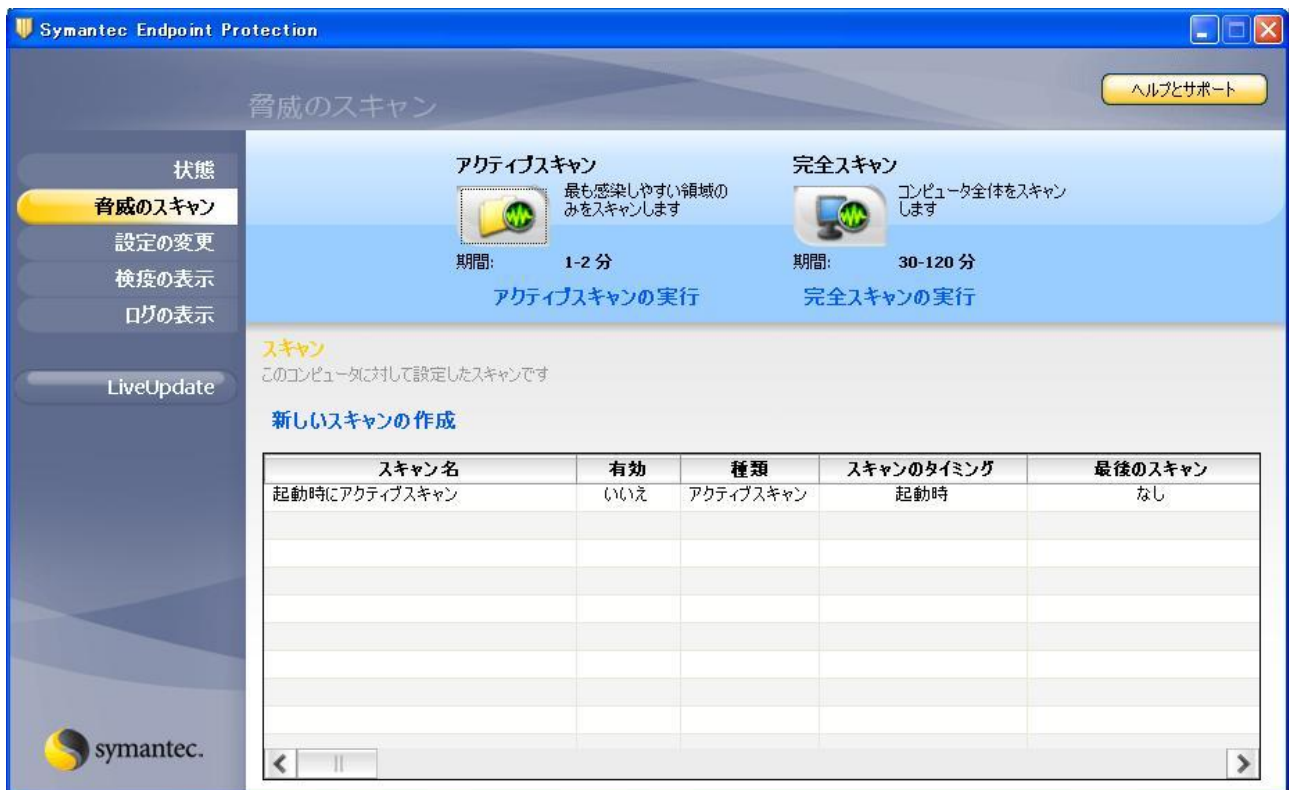 Symantec Endpoint Protection
脅威のスキャン
ヘルプとサポート
状態
脅威のスキャン
設定の変更
検疫の表示
ログの表示
LiveUpdate
アクティブスキャン
最も感染しやすい領域の
みをスキャンします
期間: 1-2 分
アクティブスキャンの実行
完全スキャン
コンピュータ全体をスキャン
します
期間: 30-120 分
完全スキャンの実行
スキャン
このコンピュータに対して設定したスキャンです
新しいスキャンの作成
スキャン名 有効 種類 スキャンのタイミング 最後のスキャン
起動時にアクティブスキャン いいえ アクティブスキャン 起動時 なし
symantec.